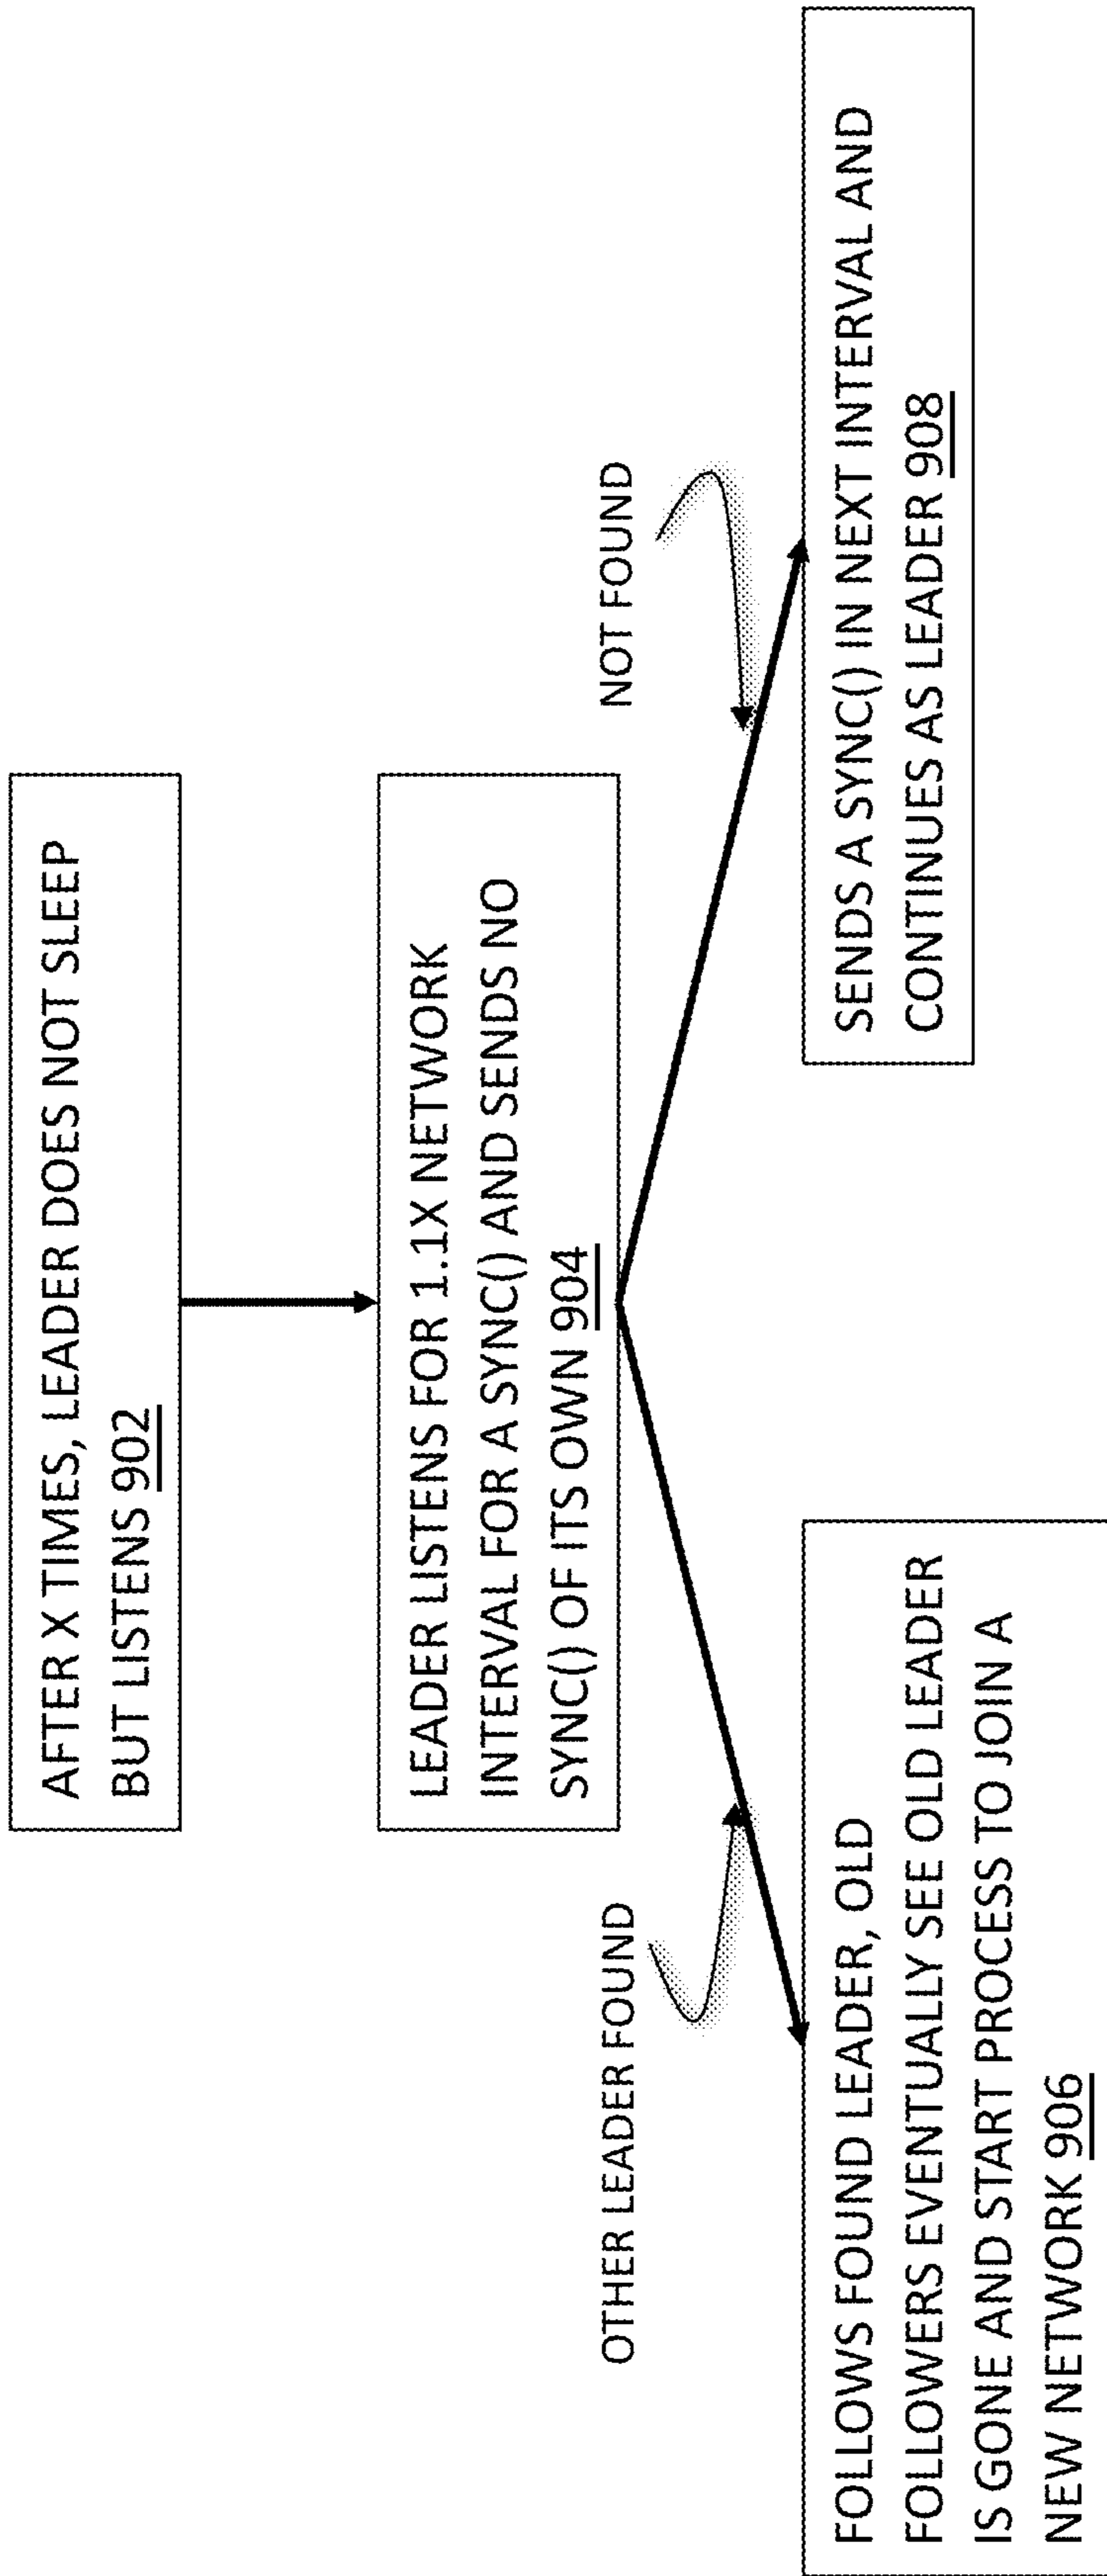 AFTER X TIMES, LEADER DOES NOT SLEEP
BUT LISTENS 902
LEADER LISTENS FOR 1.1X NETWORK
INTERVAL FOR A SYNC() AND SENDS NO
SYNC() OF ITS OWN 904
OTHER LEADER FOUND
NOT FOUND
FOLLOWS FOUND LEADER, OLD
FOLLOWERS EVENTUALLY SEE OLD LEADER
IS GONE AND START PROCESS TO JOIN A
NEW NETWORK 906
SENDS A SYNC() IN NEXT INTERVAL AND
CONTINUES AS LEADER 908